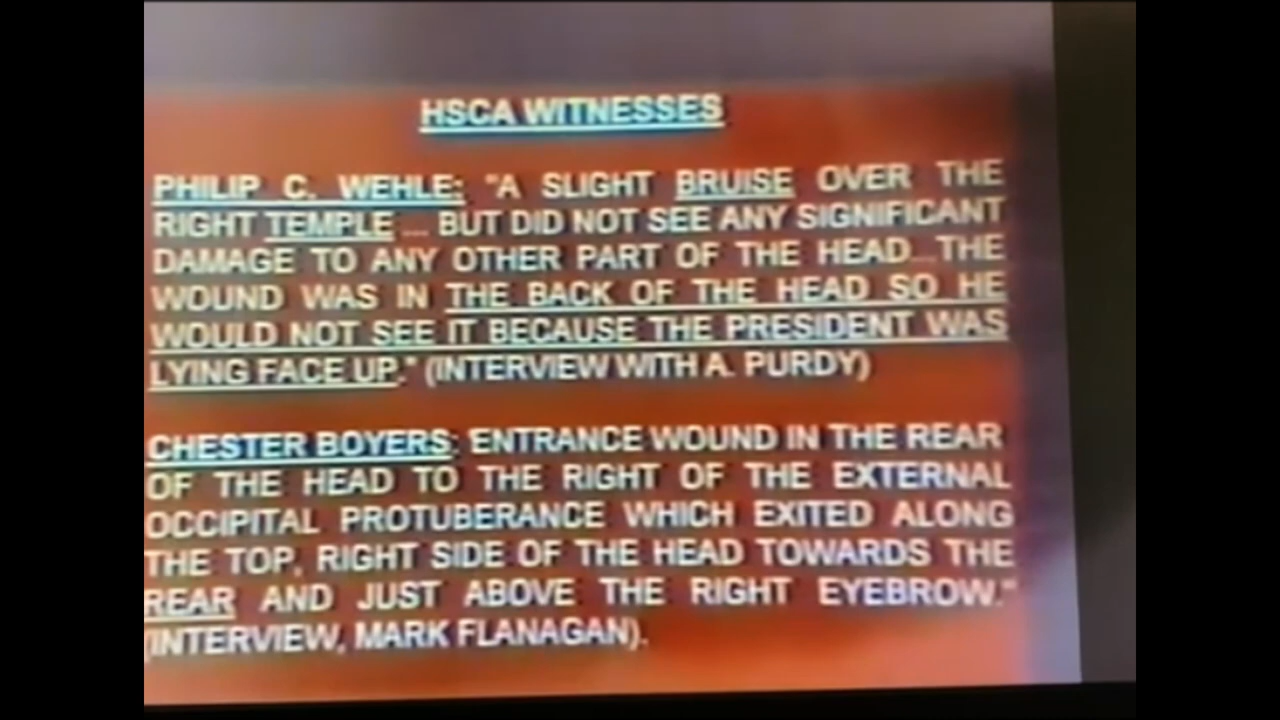 HSCA WITNESSES
PHILIP C. WEHLE: "A SLIGHT BRUISE OVER THE
RIGHT TEMPLE ... BUT DID NOT SEE ANY SIGNIFICANT
DAMAGE TO ANY OTHER PART OF THE HEAD...THE
WOUND WAS IN THE BACK OF THE HEAD SO HE
WOULD NOT SEE IT BECAUSE THE PRESIDENT WAS
LYING FACE UP." (INTERVIEW WITH A. PURDY)
CHESTER BOYERS: "ENTRANCE WOUND IN THE REAR
OF THE HEAD TO THE RIGHT OF THE EXTERNAL
OCCIPITAL PROTUBERANCE WHICH EXITED ALONG
THE TOP, RIGHT SIDE OF THE HEAD TOWARDS THE
REAR AND JUST ABOVE THE RIGHT EYEBROW."
(INTERVIEW, MARK FLANAGAN).